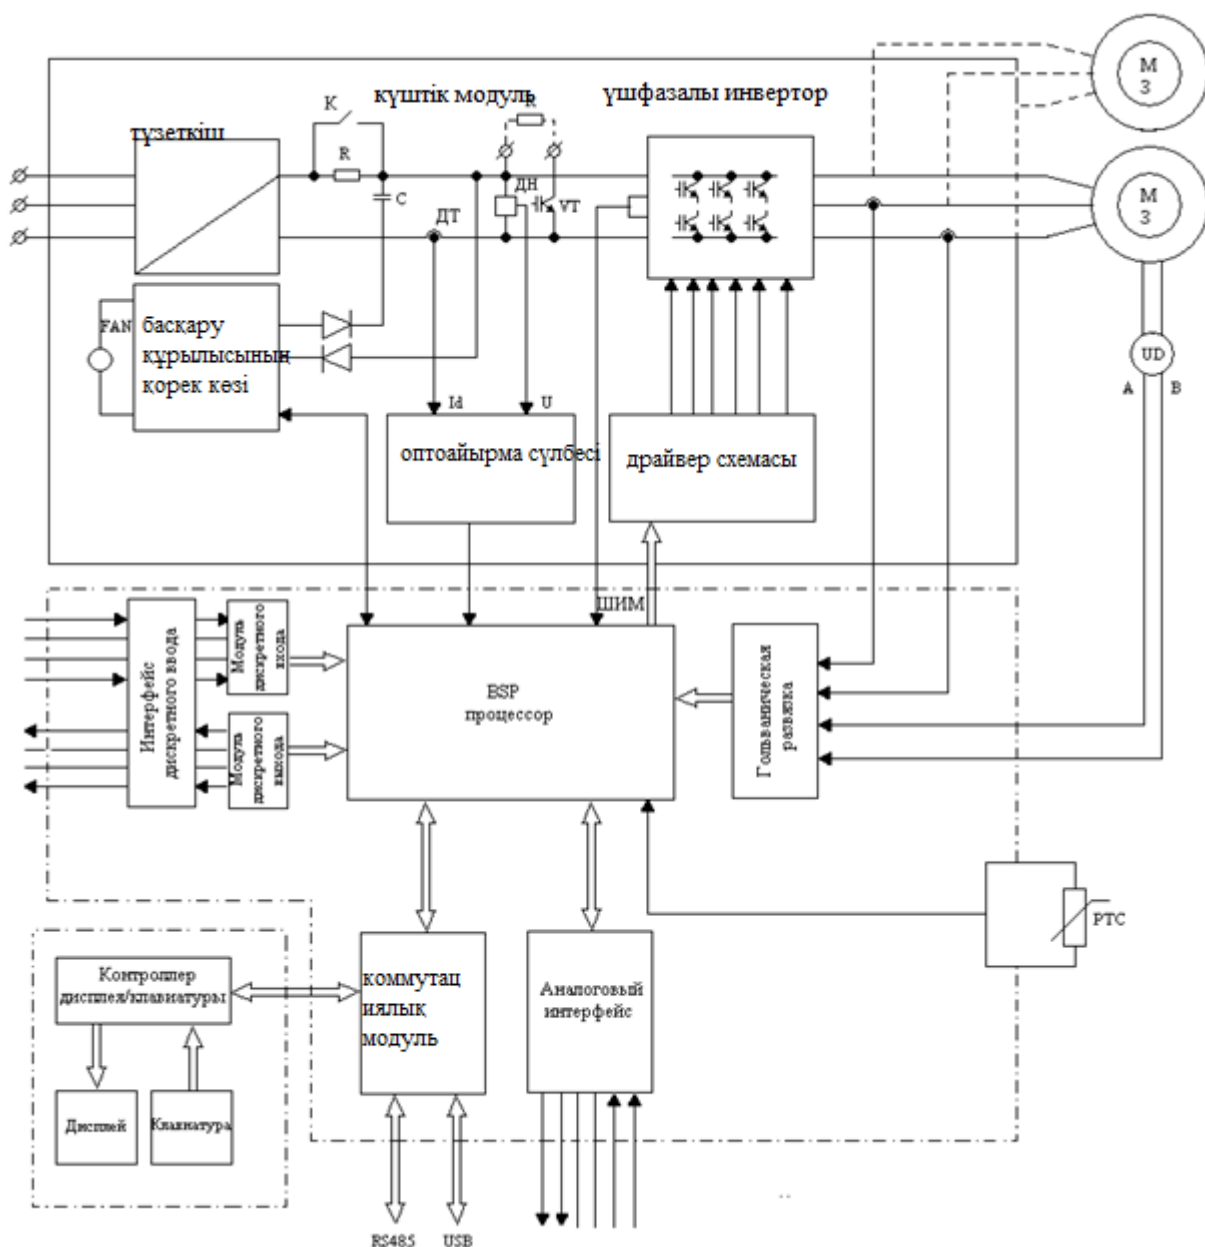 М
3
күштік модуль
үшфазалы инвертор
К
R
түзеткіш
R
С
ДН
VT
ДТ
М
3
FAN
басқару
құрылысының
қорек көзі
Id
U
UD
А
В
оптоайырма сүлбесі
драйвер схемасы
ШИМ
Интерфейс
дискретного ввода
Модуль
дискретного
входа
Модуль
дискретного
выхода
BSP
процессор
Гольваническая
развязка
РТС
Контроллер
дисплея/клавиатуры
коммутац
иялық
модуль
Аналоговый
интерфейс
Дисплей
Клавиатура
RS485
USB